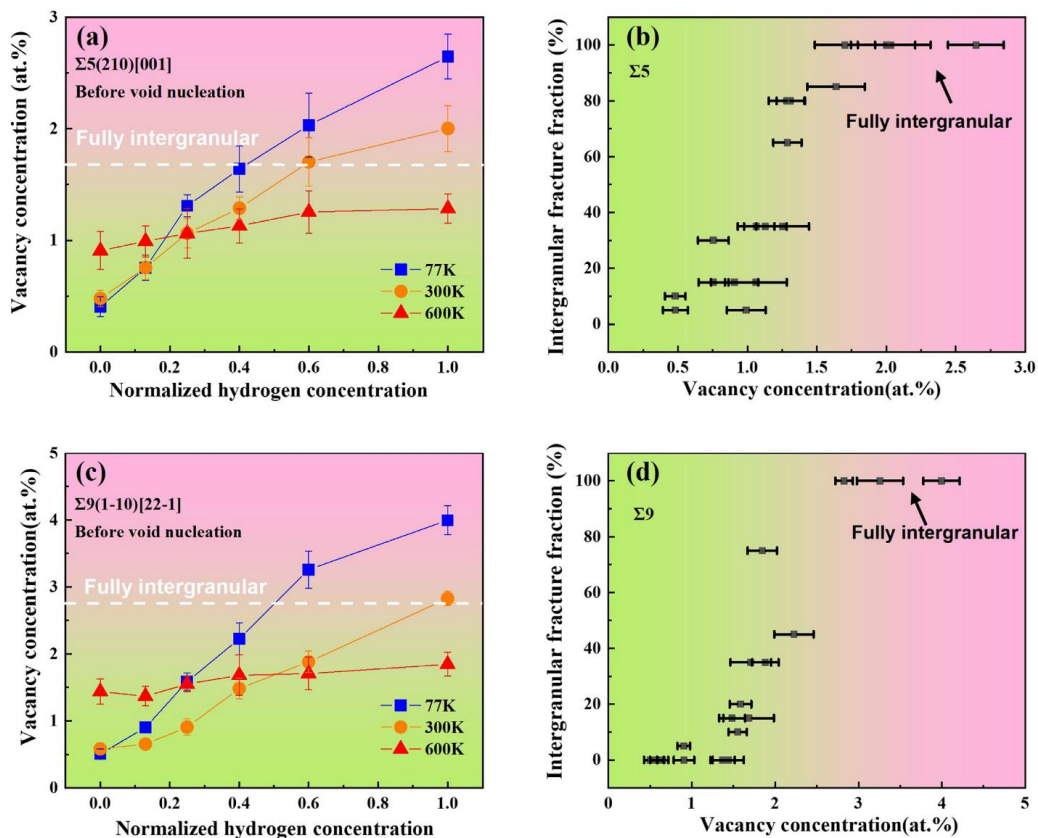 (a)
Σ5(210)[001]
Before void nucleation
Fully intergranular
77K
300K
600K
3
2
1
0
Vacancy concentration (at.%)
0.0 0.2 0.4 0.6 0.8 1.0
Normalized hydrogen concentration
(b)
Σ5
Fully intergranular
100
80
60
40
20
0
Intergranular fracture fraction (%)
0.0 0.5 1.0 1.5 2.0 2.5 3.0
Vacancy concentration(at.%)
(c)
Σ9(1-10)[22-1]
Before void nucleation
Fully intergranular
77K
300K
600K
5
4
3
2
1
0
Vacancy concentration(at.%)
0.0 0.2 0.4 0.6 0.8 1.0
Normalized hydrogen concentration
(d)
Σ9
Fully intergranular
100
80
60
40
20
0
Intergranular fracture fraction (%)
0 1 2 3 4 5
Vacancy concentration(at.%)